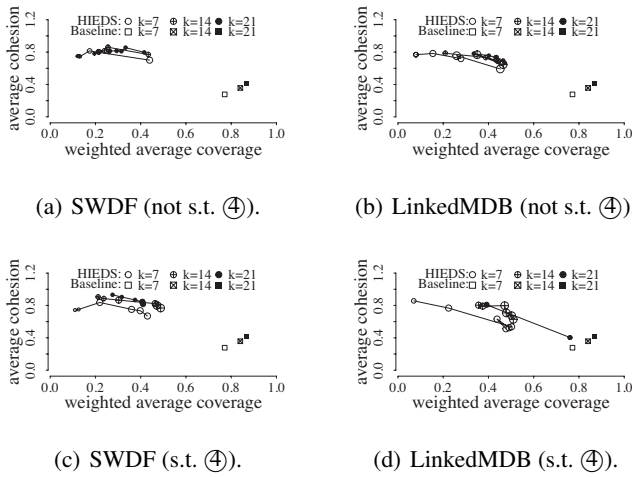 HIEDS: k=7 k=14 k=21
Baseline: k=7 k=14 k=21
average cohesion
0.0 0.4 0.8 1.2
0.0 0.2 0.4 0.6 0.8 1.0
weighted average coverage
(a) SWDF (not s.t. ④).
HIEDS: k=7 k=14 k=21
Baseline: k=7 k=14 k=21
average cohesion
0.0 0.4 0.8 1.2
0.0 0.2 0.4 0.6 0.8 1.0
weighted average coverage
(b) LinkedMDB (not s.t. ④).
HIEDS: k=7 k=14 k=21
Baseline: k=7 k=14 k=21
average cohesion
0.0 0.4 0.8 1.2
0.0 0.2 0.4 0.6 0.8 1.0
weighted average coverage
(c) SWDF (s.t. ④).
HIEDS: k=7 k=14 k=21
Baseline: k=7 k=14 k=21
average cohesion
0.0 0.4 0.8 1.2
0.0 0.2 0.4 0.6 0.8 1.0
weighted average coverage
(d) LinkedMDB (s.t. ④).